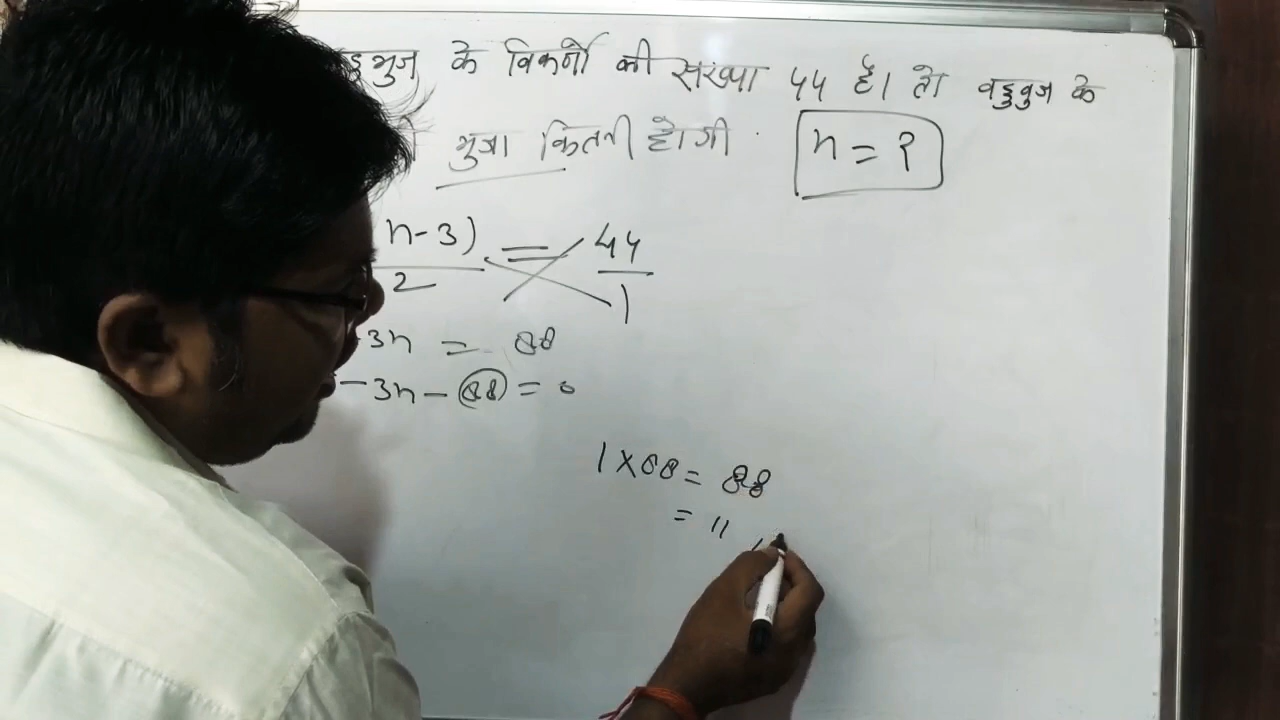 के विकर्णो की संख्या 44 है। तो बहुवुज के
भुजा कितनी होगी n = ?
n-3) = 44
2 1
3n = 88
-3n - 88 = 0
1 x 88 = 88
= 11